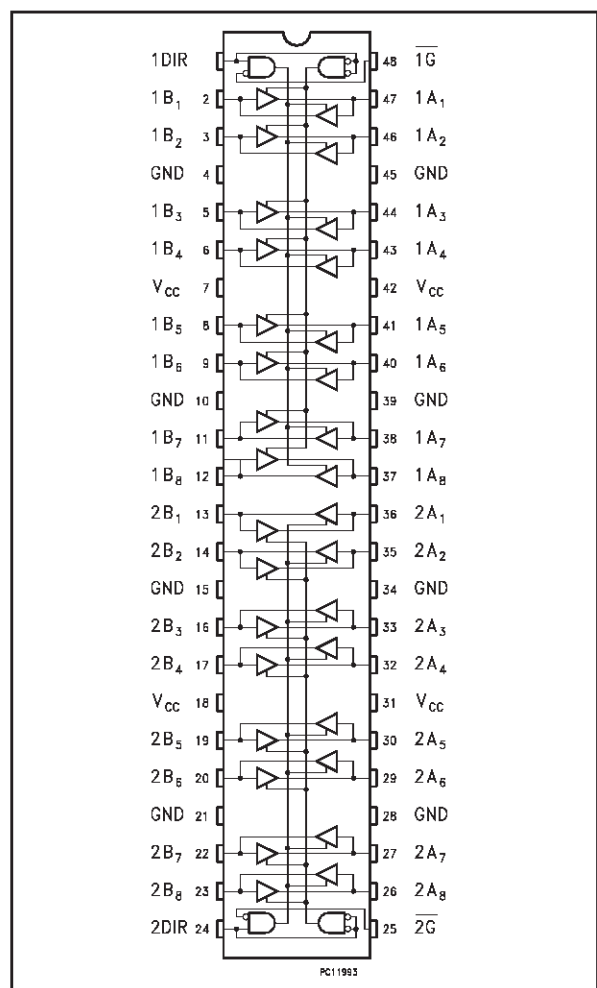 1DIR 48 1G
1B1 2 47 1A1
1B2 3 46 1A2
GND 4 45 GND
1B3 5 44 1A3
1B4 6 43 1A4
VCC 7 42 VCC
1B5 8 41 1A5
1B6 9 40 1A6
GND 10 39 GND
1B7 11 38 1A7
1B8 12 37 1A8
2B1 13 36 2A1
2B2 14 35 2A2
GND 15 34 GND
2B3 16 33 2A3
2B4 17 32 2A4
VCC 18 31 VCC
2B5 19 30 2A5
2B6 20 29 2A6
GND 21 28 GND
2B7 22 27 2A7
2B8 23 26 2A8
2DIR 24 25 2G
PC11993